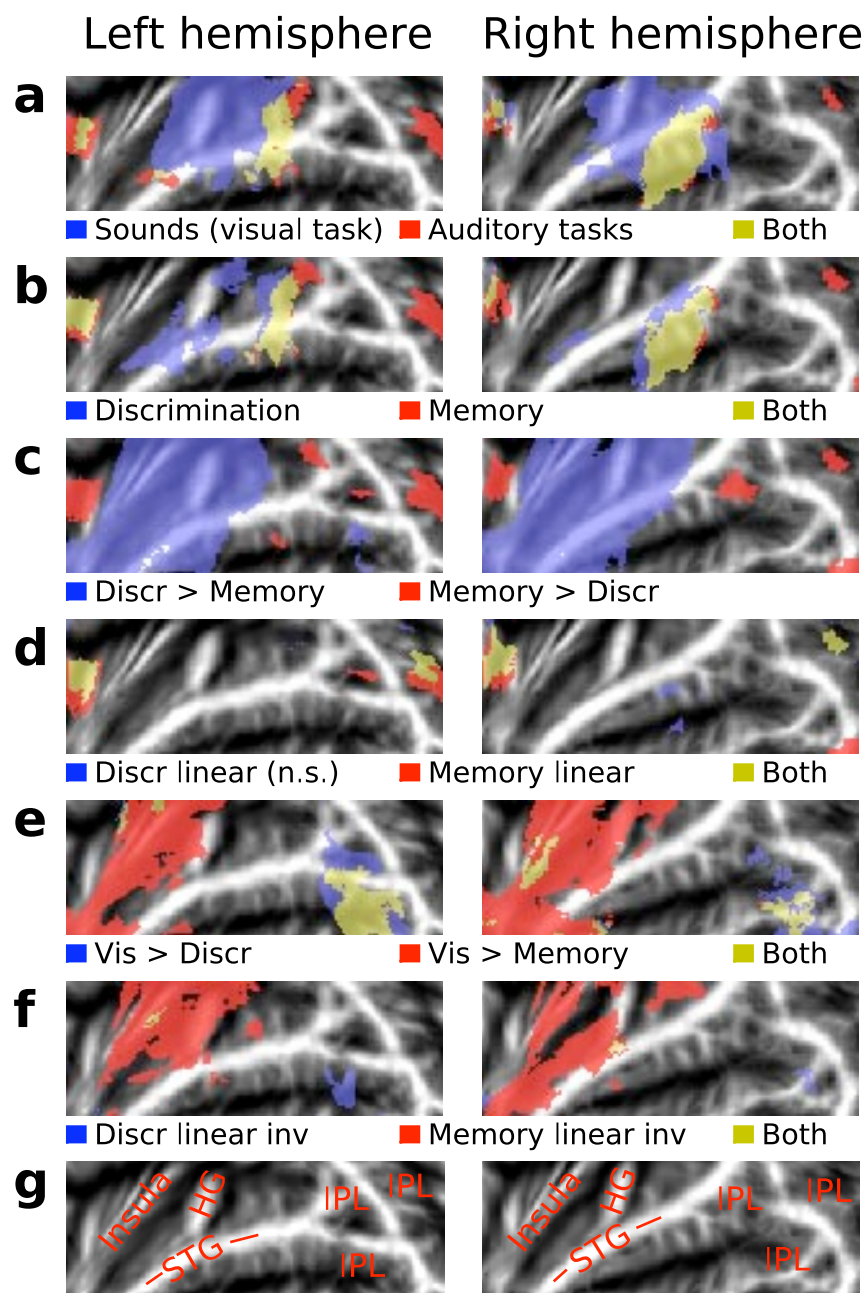 Left hemisphere Right hemisphere
a
Sounds (visual task) Auditory tasks Both
b
Discrimination Memory Both
c
Discr > Memory Memory > Discr
d
Discr linear (n.s.) Memory linear Both
e
Vis > Discr Vis > Memory Both
f
Discr linear inv Memory linear inv Both
g
Insula HG STG IPL IPL IPL Insula HG STG IPL IPL IPL